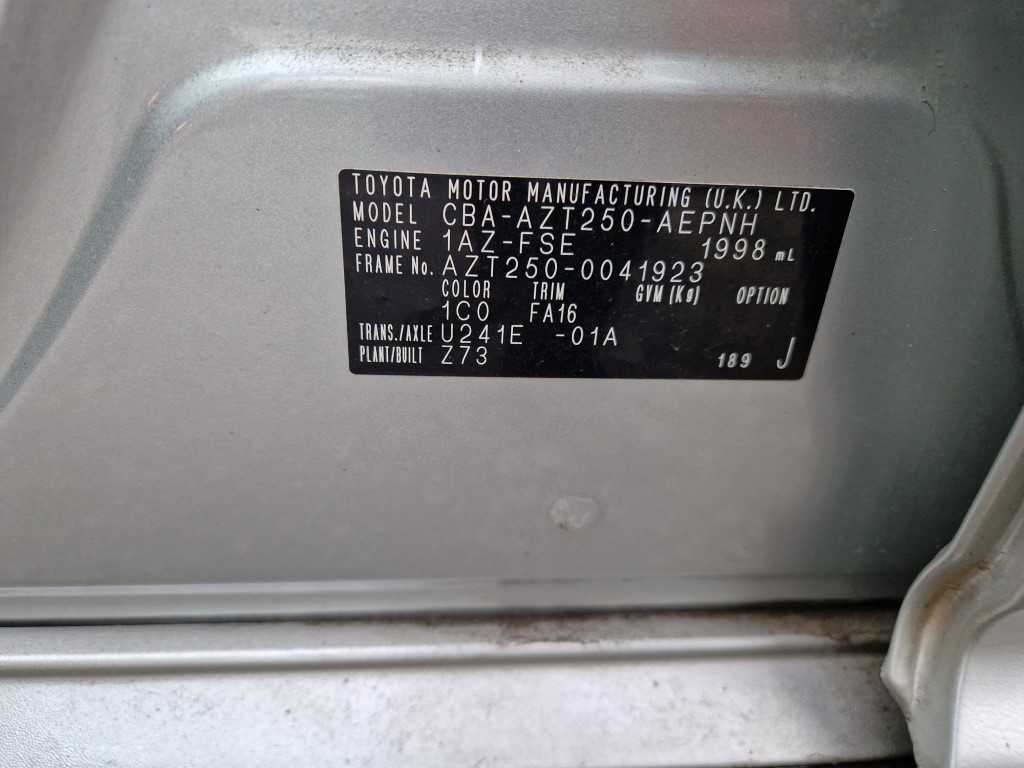 TOYOTA MOTOR MANUFACTURING (U.K.) LTD.
MODEL CBA-AZT250-AEPNH
ENGINE 1AZ-FSE 1998 mL
FRAME No. AZT250-0041923
COLOR TRIM GVM (Kg) OPTION
1C0 FA16
TRANS./AXLE U241E -01A
PLANT/BUILT Z73 189 J